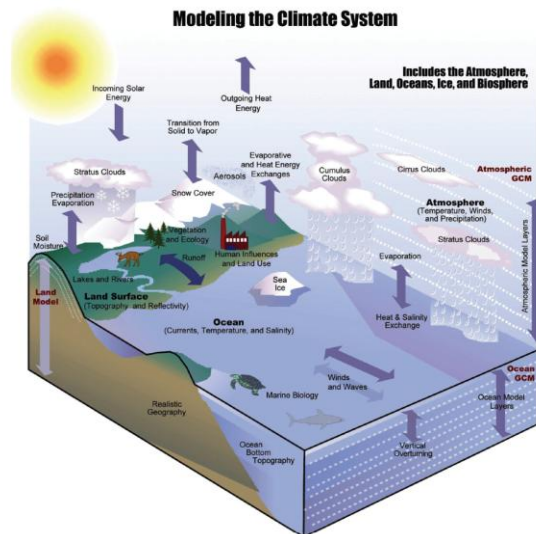 Modeling the Climate System
Includes the Atmosphere,
Land, Oceans, Ice, and Biosphere
Incoming Solar
Energy
Outgoing Heat
Energy
Transition from
Solid to Vapor
Evaporative
and Heat Energy
Exchanges
Stratus Clouds
Aerosols
Snow Cover
Cumulus
Clouds
Cirrus Clouds
Atmospheric
GCM
Precipitation
Evaporation
Atmosphere
(Temperature, Winds,
and Precipitation)
Stratus Clouds
Atmospheric Model Layers
Soil
Moisture
Vegetation
and Ecology
Runoff
Human Influences
and Land Use
Evaporation
Lakes and Rivers
Land Model
Land Surface
(Topography and Reflectivity)
Sea
Ice
Heat & Salinity
Exchange
Ocean
(Currents, Temperature, and Salinity)
Ocean
GCM
Winds
and
Waves
Ocean Model
Layers
Marine Biology
Realistic
Geography
Vertical
Overturning
Ocean
Bottom
Topography